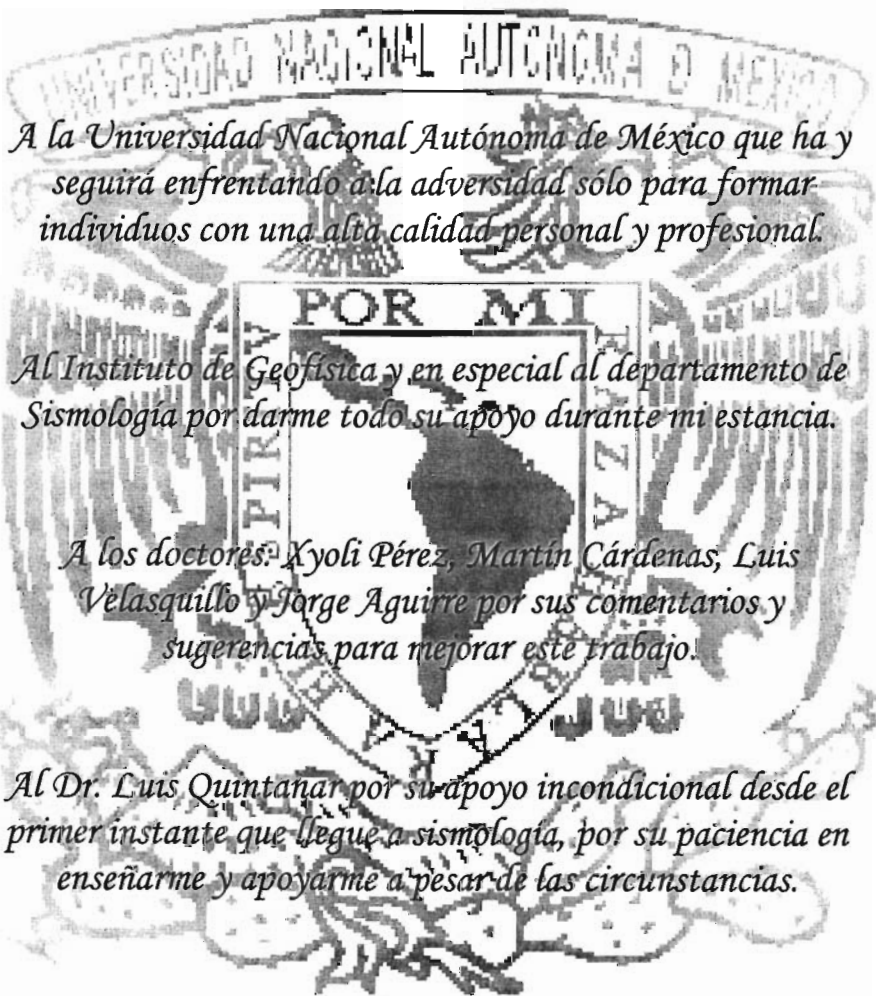 UNIVERSIDAD NACIONAL AUTONOMA D MEXICO
A la Universidad Nacional Autónoma de México que ha y
seguirá enfrentando a la adversidad sólo para formar
individuos con una alta calidad personal y profesional.
POR MI
RAZA
HABLARA
EL
ESPIRITU
Al Instituto de Geofísica y en especial al departamento de
Sismología por darme todo su apoyo durante mi estancia.
A los doctores: Xyoli Pérez, Martín Cárdenas, Luis
Velasquillo y Jorge Aguirre por sus comentarios y
sugerencias para mejorar este trabajo.
Al Dr. Luis Quintanar por su apoyo incondicional desde el
primer instante que llegue a sismología, por su paciencia en
enseñarme y apoyarme a pesar de las circunstancias.